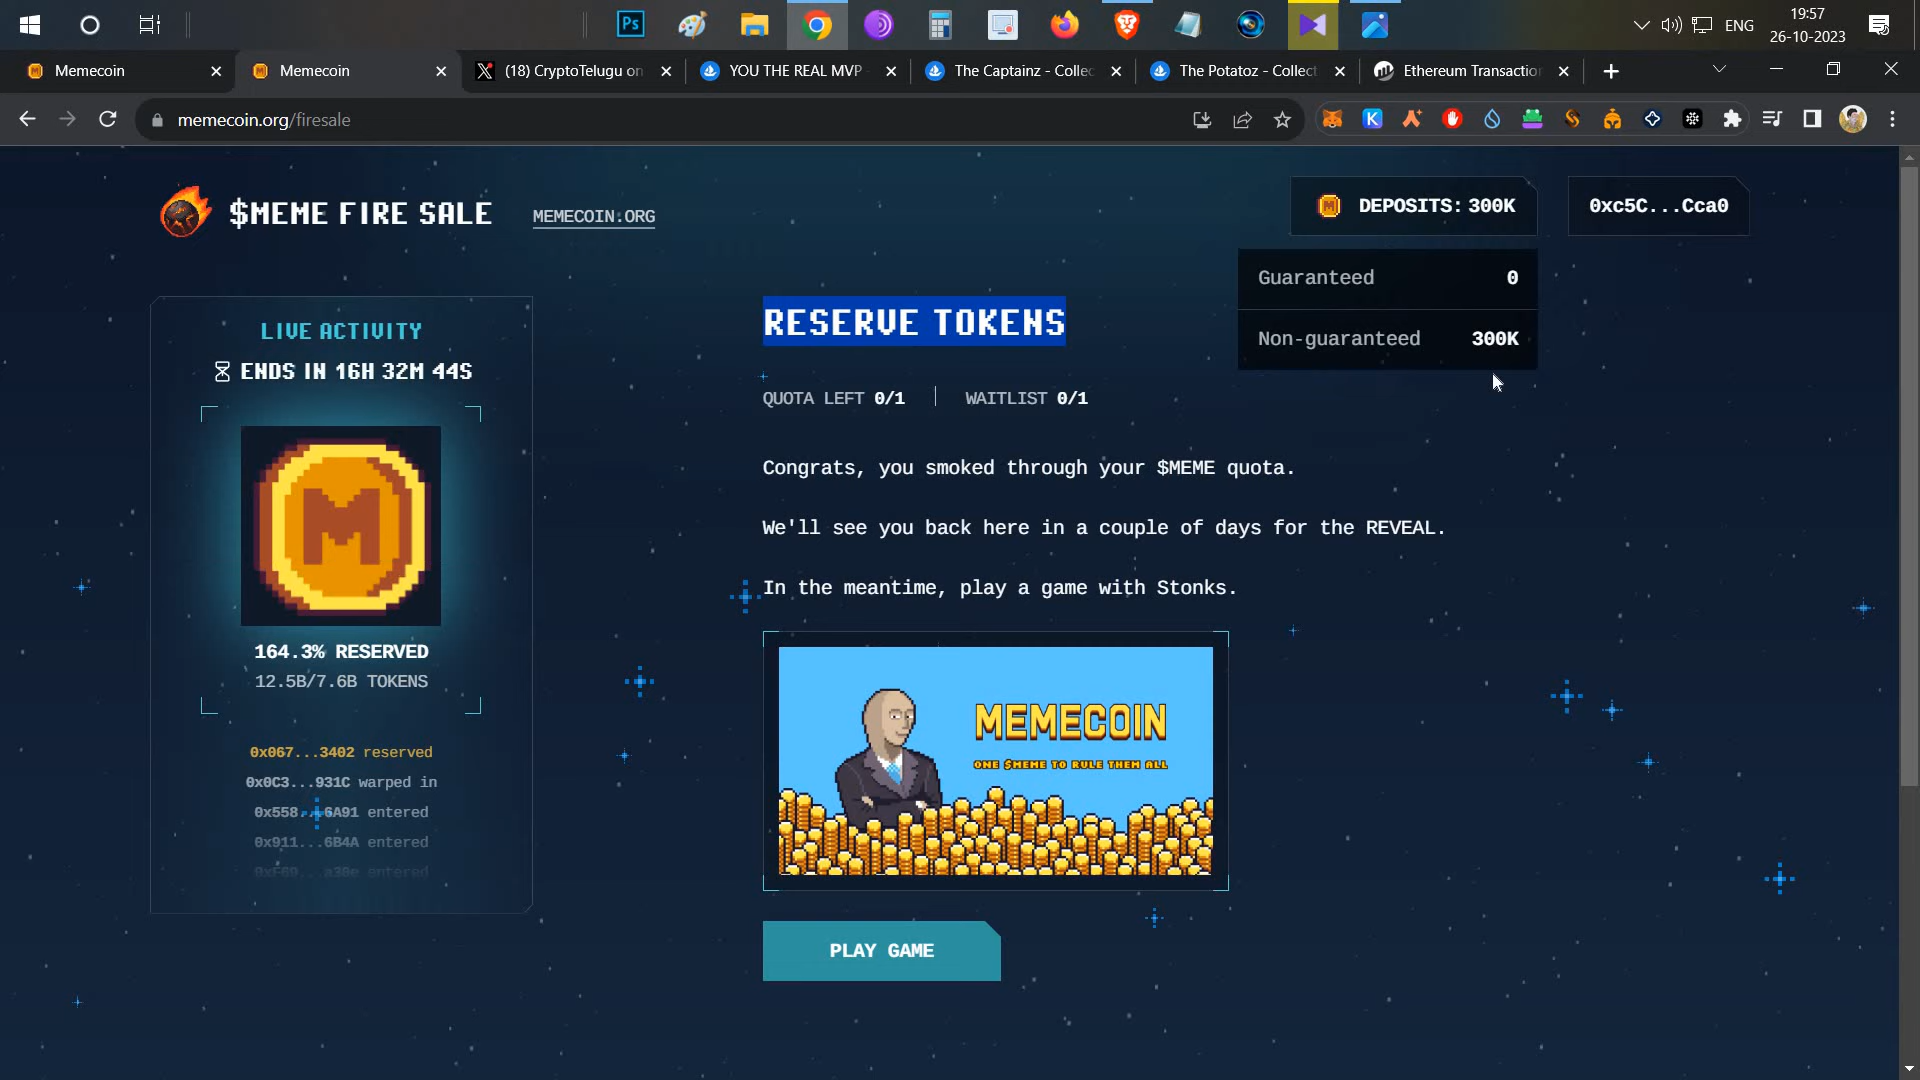 Ps
ENG
19:57
26-10-2023
Memecoin
Memecoin
(18) CryptoTelugu on
YOU THE REAL MVP -
The Captainz - Collec
The Potatoz - Collect
Ethereum Transaction
memecoin.org/firesale
$MEME FIRE SALE
MEMECOIN.ORG
DEPOSITS: 300K
0xc5C...Cca0
Guaranteed 0
Non-guaranteed 300K
LIVE ACTIVITY
ENDS IN 16H 32M 44S
M
164.3% RESERVED
12.5B/7.6B TOKENS
0x067...3402 reserved
0x0C3...931C warped in
0x558...6A91 entered
0x911...6B4A entered
0xF69...a30e entered
RESERVE TOKENS
QUOTA LEFT 0/1 | WAITLIST 0/1
Congrats, you smoked through your $MEME quota.
We'll see you back here in a couple of days for the REVEAL.
In the meantime, play a game with Stonks.
MEMECOIN
ONE $MEME TO RULE THEM ALL
PLAY GAME